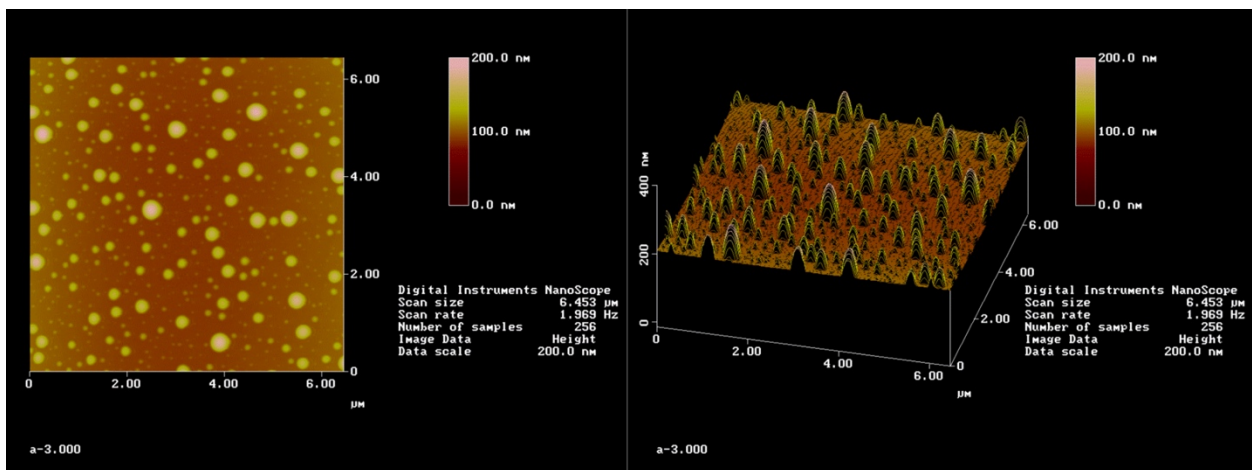 200.0 nm
100.0 nm
0.0 nm
6.00
4.00
2.00
0
0 2.00 4.00 6.00
μm
Digital Instruments NanoScope
Scan size 6.453 μm
Scan rate 1.969 Hz
Number of samples 256
Image Data Height
Data scale 200.0 nm
a-3.000
200.0 nm
100.0 nm
0.0 nm
nm
400
200
0
0 2.00 4.00 6.00
μm
6.00
4.00
2.00
0
Digital Instruments NanoScope
Scan size 6.453 μm
Scan rate 1.969 Hz
Number of samples 256
Image Data Height
Data scale 200.0 nm
a-3.000